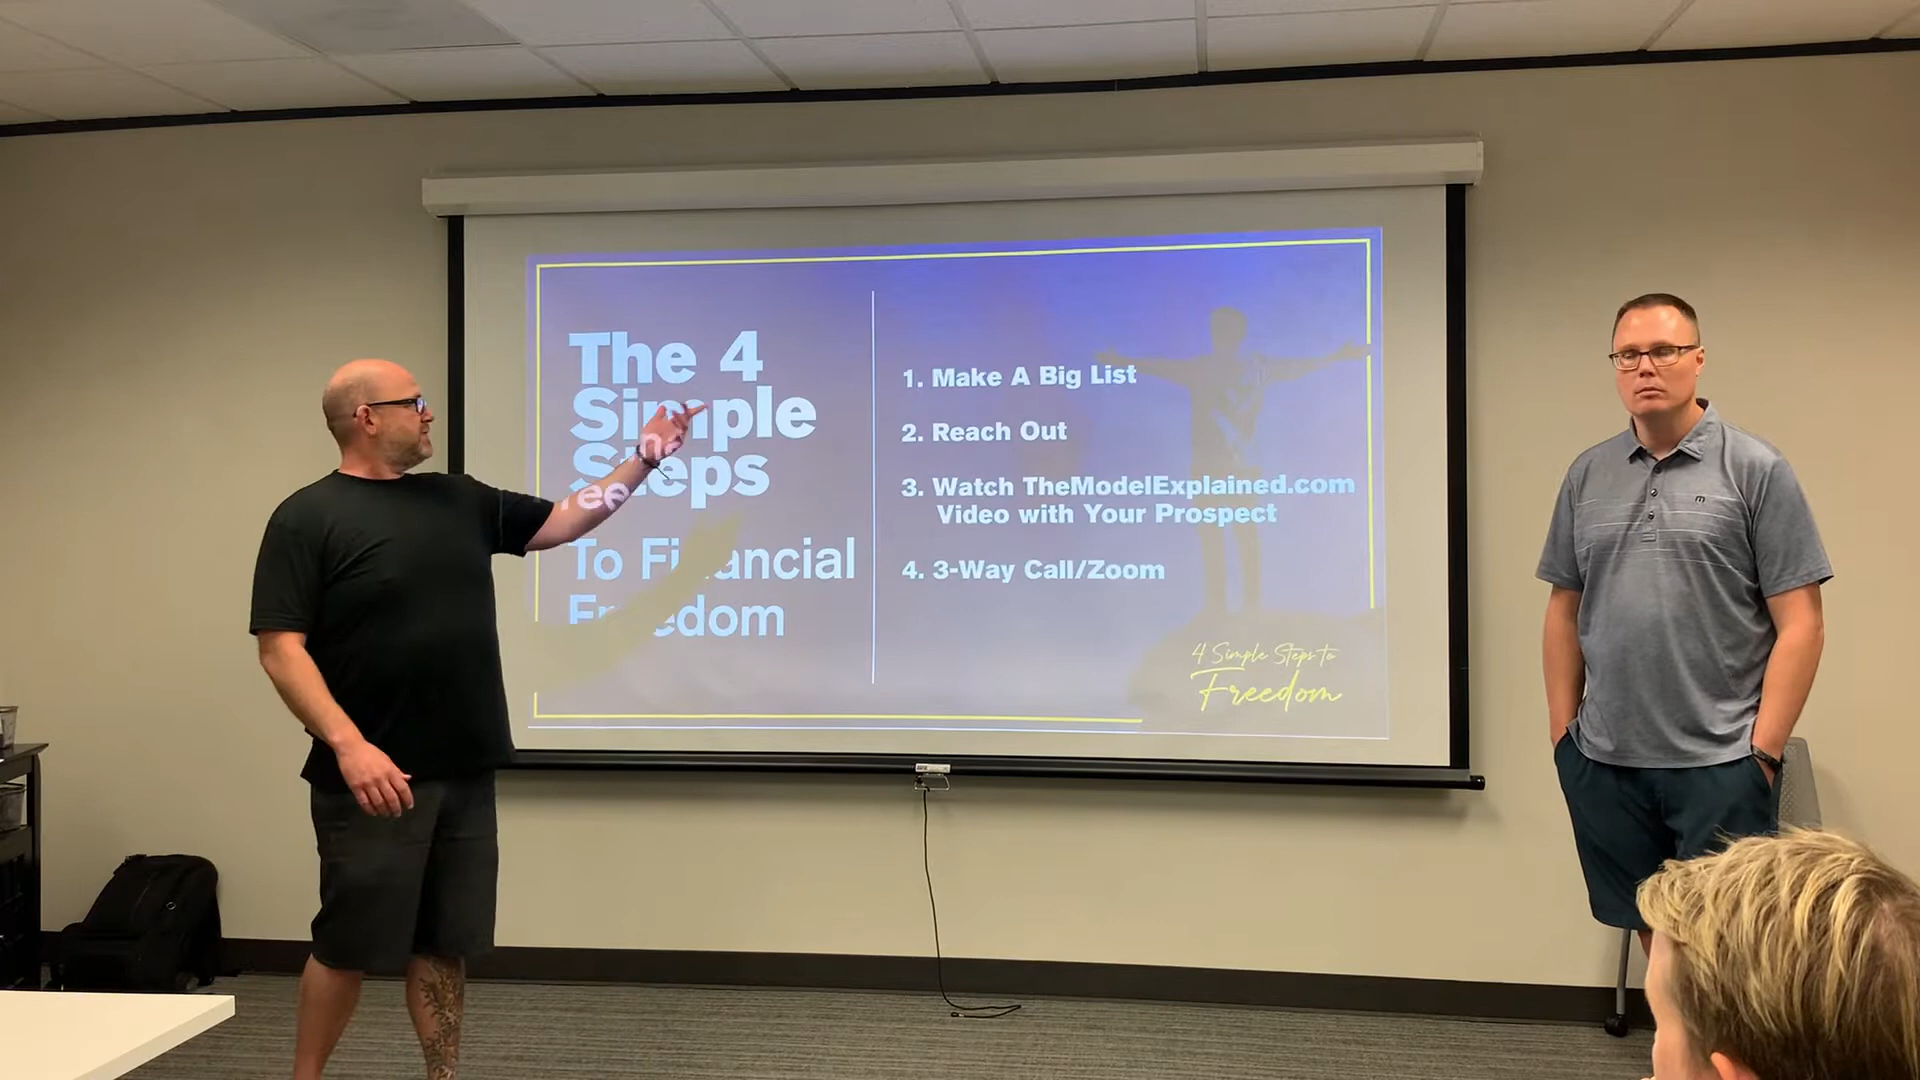 The 4
Simple
Steps
To Financial
Freedom
1. Make A Big List
2. Reach Out
3. Watch TheModelExplained.com
Video with Your Prospect
4. 3-Way Call/Zoom
4 Simple Steps to
Freedom